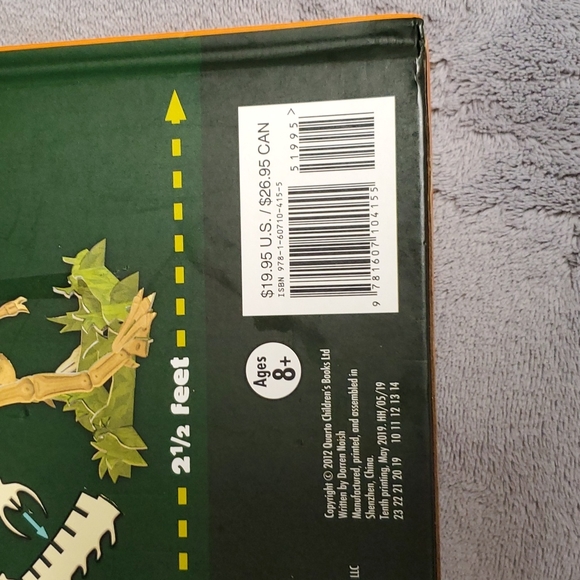 $19.95 U.S. / $26.95 CAN
ISBN 978-1-60710-415-5
51995>
9 781607 104155
Ages
8+
2½ feet
Copyright © 2012 Quarto Children's Books Ltd
Written by Darren Naish
Manufactured, printed, and assembled in
Shenzhen, China.
Tenth printing, May 2019. HH/05/19
23 22 21 20 19 10 11 12 13 14
LLC